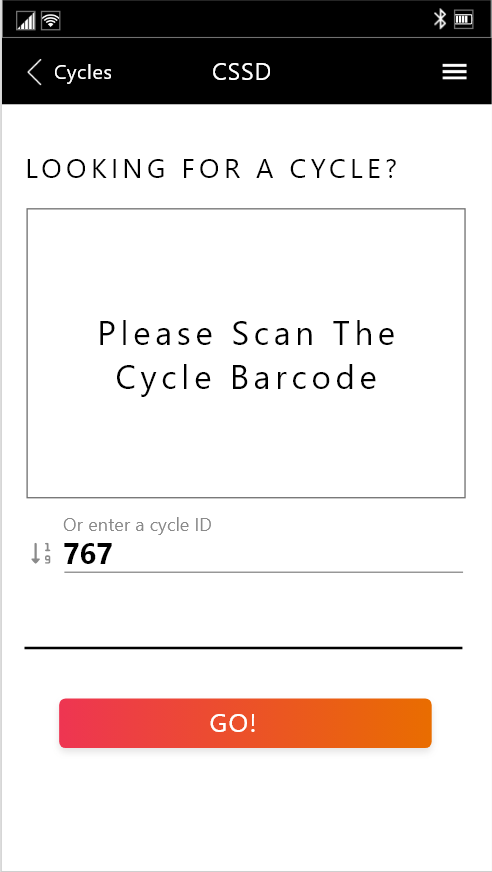 Cycles
CSSD
LOOKING FOR A CYCLE?
Please Scan The
Cycle Barcode
Or enter a cycle ID
1
9
767
GO!